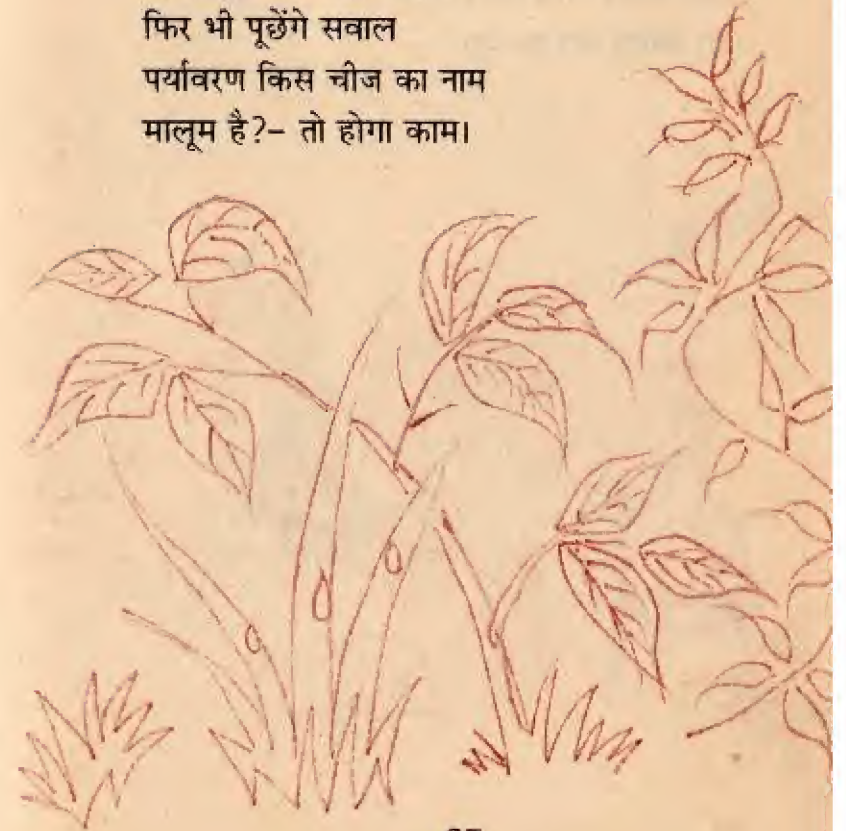 फिर भी पूछेंगे सवाल
पर्यावरण किस चीज का नाम
मालूम है?– तो होगा काम।